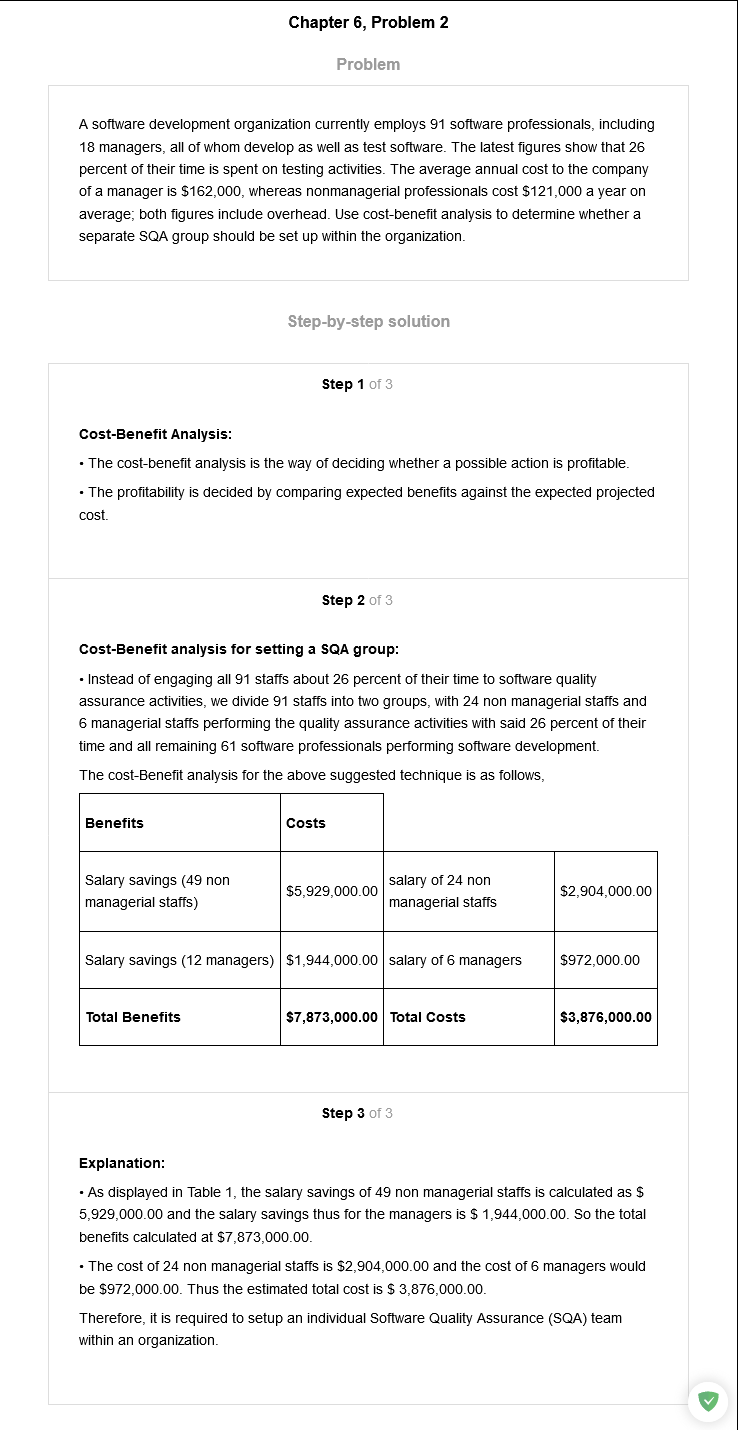 Chapter 6, Problem 2
Problem
A software development organization currently employs 91 software professionals, including
18 managers, all of whom develop as well as test software. The latest figures show that 26
percent of their time is spent on testing activities. The average annual cost to the company
of a manager is $162,000, whereas nonmanagerial professionals cost $121,000 a year on
average; both figures include overhead. Use cost-benefit analysis to determine whether a
separate SQA group should be set up within the organization.
Step-by-step solution
Step 1 of 3
Cost-Benefit Analysis:
• The cost-benefit analysis is the way of deciding whether a possible action is profitable.
• The profitability is decided by comparing expected benefits against the expected projected
cost.
Step 2 of 3
Cost-Benefit analysis for setting a SQA group:
• Instead of engaging all 91 staffs about 26 percent of their time to software quality
assurance activities, we divide 91 staffs into two groups, with 24 non managerial staffs and
6 managerial staffs performing the quality assurance activities with said 26 percent of their
time and all remaining 61 software professionals performing software development.
The cost-Benefit analysis for the above suggested technique is as follows,
Benefits Costs
Salary savings (49 non
managerial staffs) $5,929,000.00 salary of 24 non
managerial staffs $2,904,000.00
Salary savings (12 managers) $1,944,000.00 salary of 6 managers $972,000.00
Total Benefits $7,873,000.00 Total Costs $3,876,000.00
Step 3 of 3
Explanation:
• As displayed in Table 1, the salary savings of 49 non managerial staffs is calculated as $
5,929,000.00 and the salary savings thus for the managers is $ 1,944,000.00. So the total
benefits calculated at $7,873,000.00.
• The cost of 24 non managerial staffs is $2,904,000.00 and the cost of 6 managers would
be $972,000.00. Thus the estimated total cost is $ 3,876,000.00.
Therefore, it is required to setup an individual Software Quality Assurance (SQA) team
within an organization.